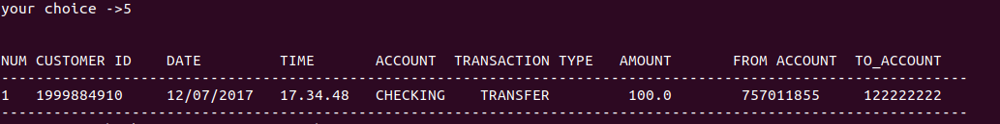 your choice ->5
NUM CUSTOMER ID DATE TIME ACCOUNT TRANSACTION TYPE AMOUNT FROM ACCOUNT TO_ACCOUNT
---------------------------------------------------------------------------------------------------------------
1 1999884910 12/07/2017 17.34.48 CHECKING TRANSFER 100.0 757011855 122222222
---------------------------------------------------------------------------------------------------------------